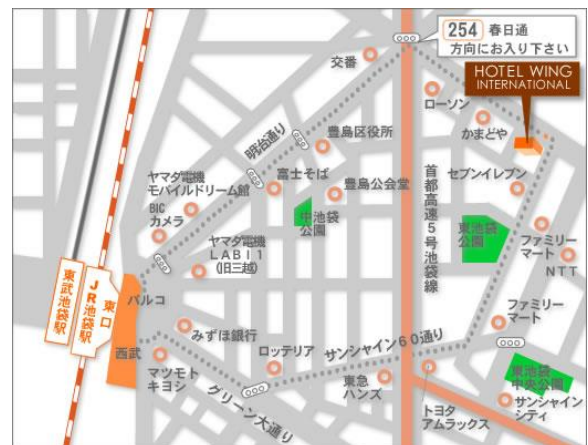 254 春日通
方向にお入り下さい
HOTEL WING
INTERNATIONAL
交番
ローソン
かまどや
明治通り
豊島区役所
富士そば
豊島公会堂
セブンイレブン
ヤマダ電機
モバイルドリーム館
BIC
カメラ
中池袋
公園
首都高速5号池袋線
東池袋
公園
ヤマダ電機
LABI1
(旧三越)
ファミリー
マート
NTT
パルコ
東口
JR池袋駅
東武池袋駅
ファミリー
マート
みずほ銀行
サンシャイン60通り
西武
ロッテリア
マツモト
キヨシ
東急
ハンズ
グリーン大通り
東池袋
中央公園
トヨタ
アムラックス
サンシャイン
シティ